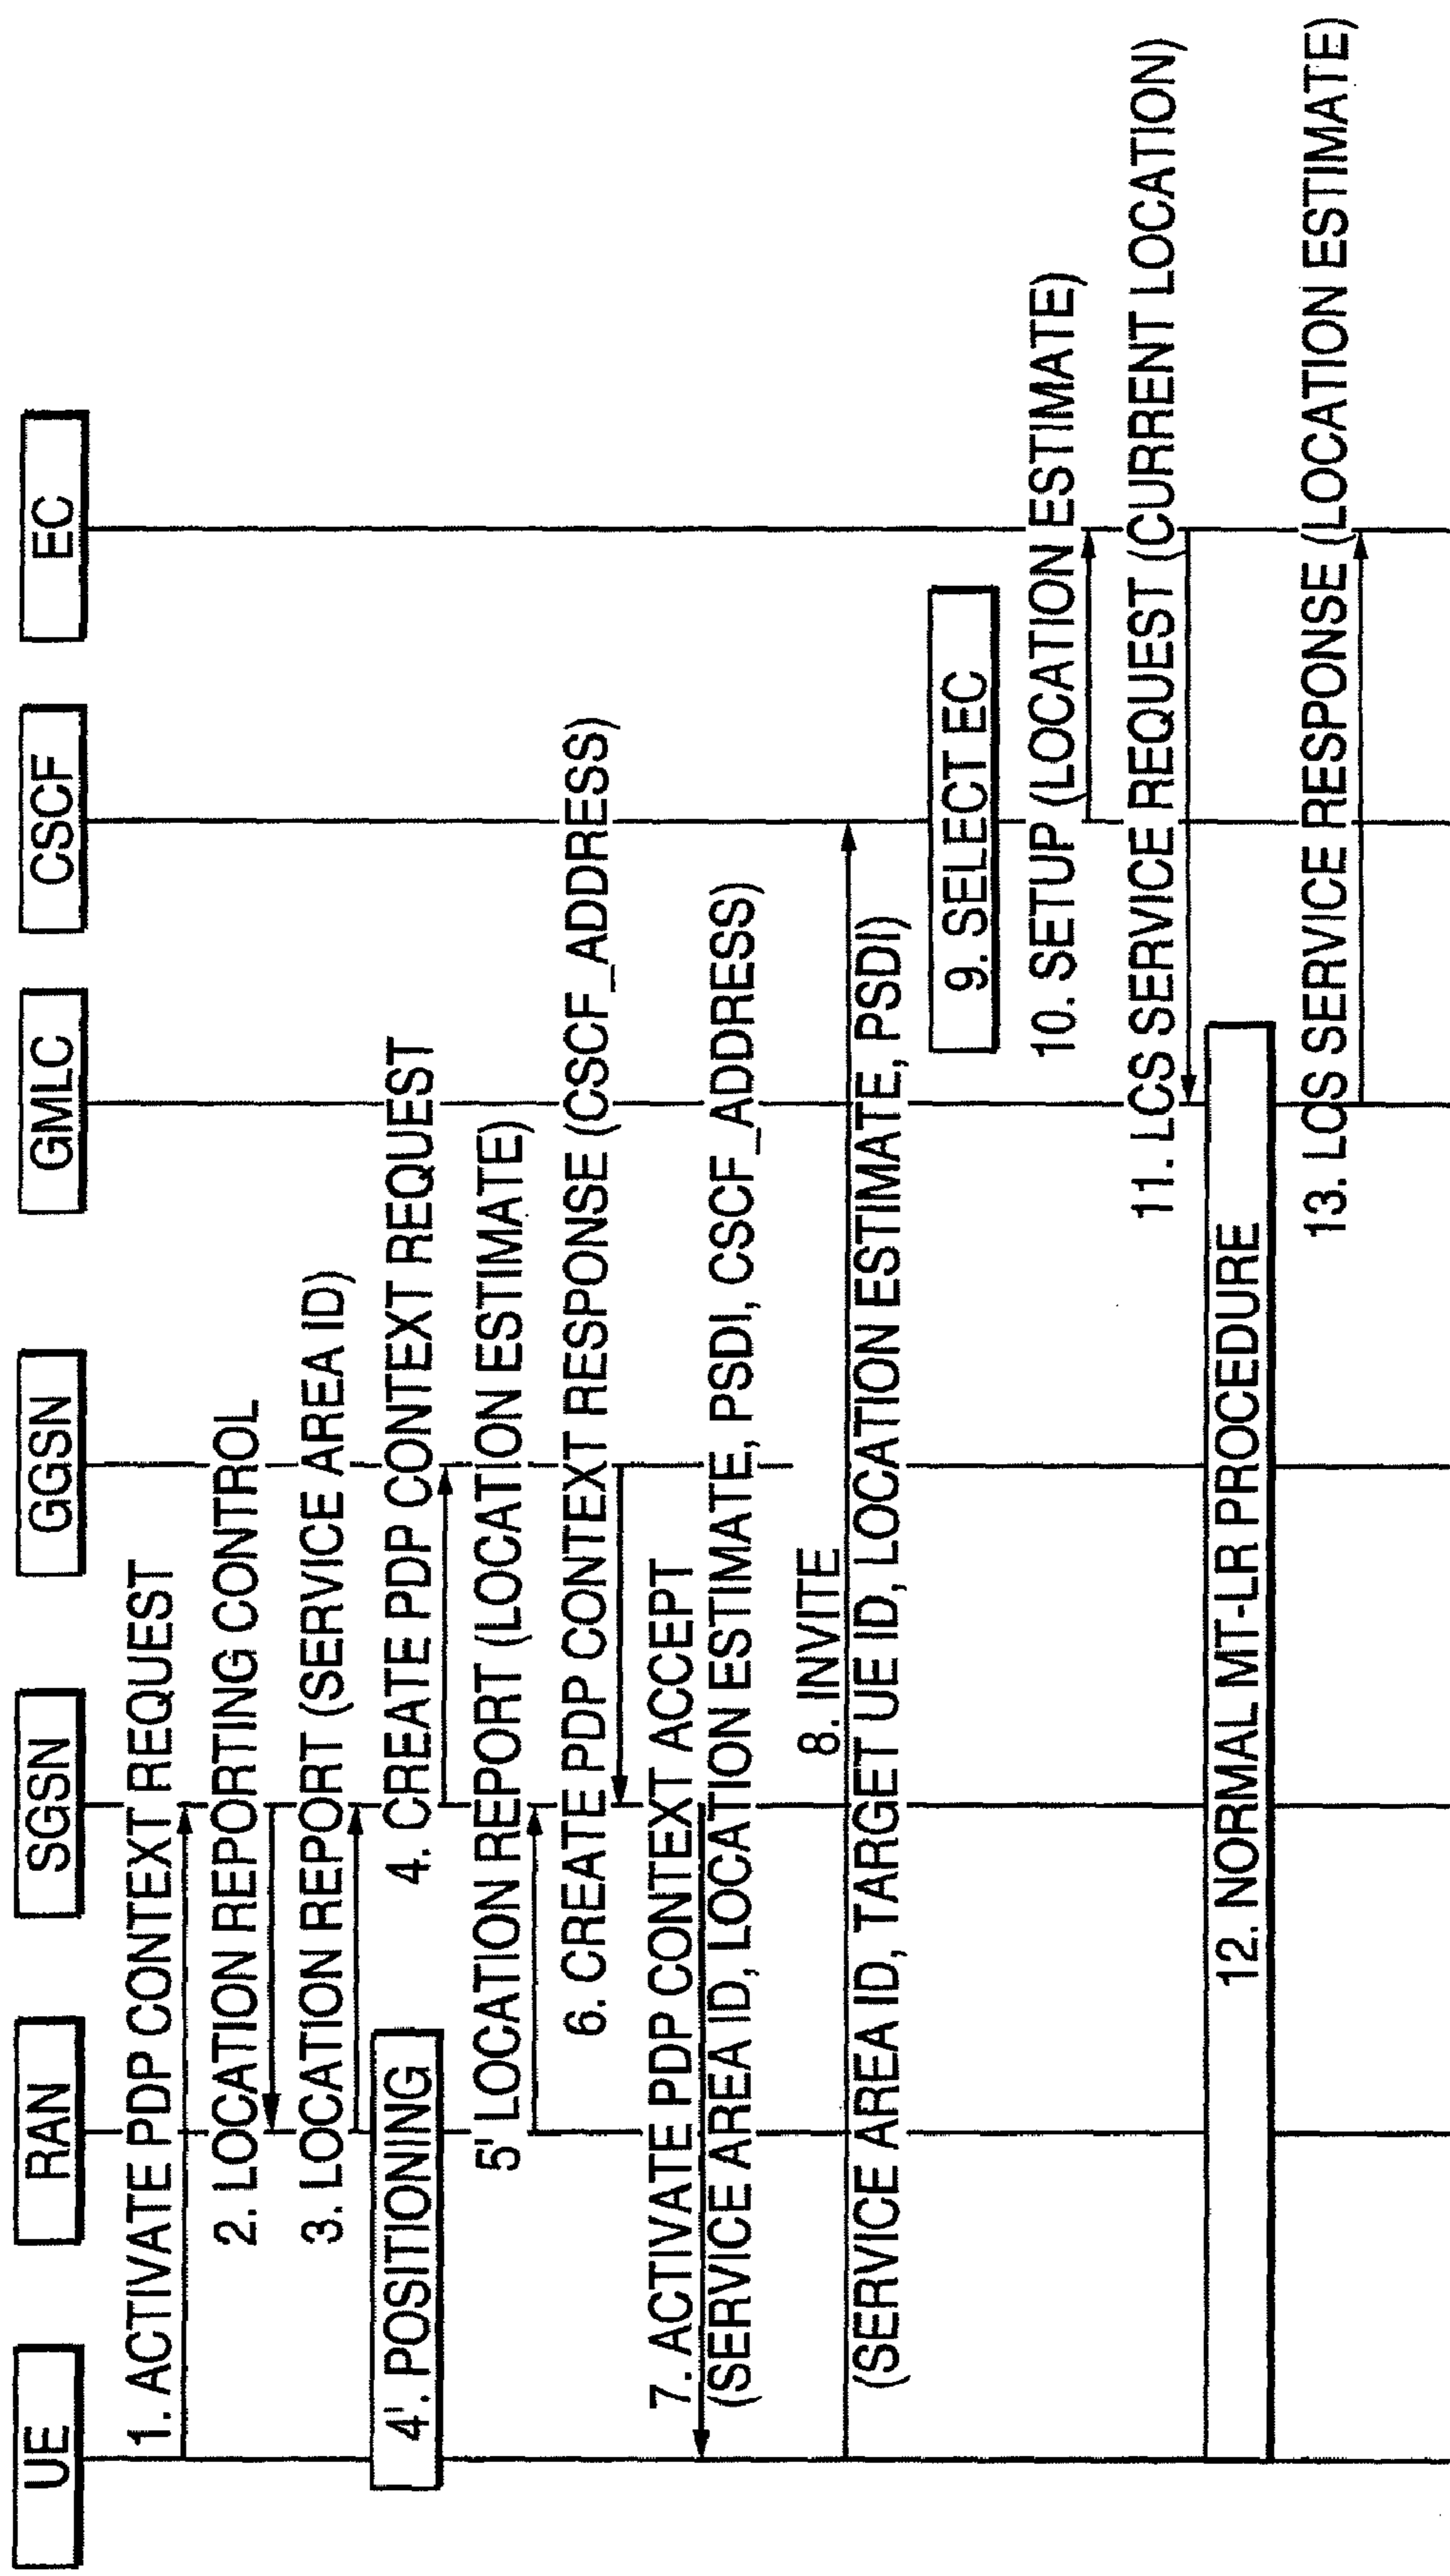 UE
RAN
SGSN
GGSN
GMLC
CSCF
EC
1. ACTIVATE PDP CONTEXT REQUEST
2. LOCATION REPORTING CONTROL
3. LOCATION REPORT (SERVICE AREA ID)
4'. POSITIONING
4. CREATE PDP CONTEXT REQUEST
5' LOCATION REPORT (LOCATION ESTIMATE)
6. CREATE PDP CONTEXT RESPONSE (CSCF_ADDRESS)
7. ACTIVATE PDP CONTEXT ACCEPT
(SERVICE AREA ID, LOCATION ESTIMATE, PSDI, CSCF_ADDRESS)
8. INVITE
(SERVICE AREA ID, TARGET UE ID, LOCATION ESTIMATE, PSDI)
9. SELECT EC
10. SETUP (LOCATION ESTIMATE)
11. LCS SERVICE REQUEST (CURRENT LOCATION)
12. NORMAL MT-LR PROCEDURE
13. LOS SERVICE RESPONSE (LOCATION ESTIMATE)